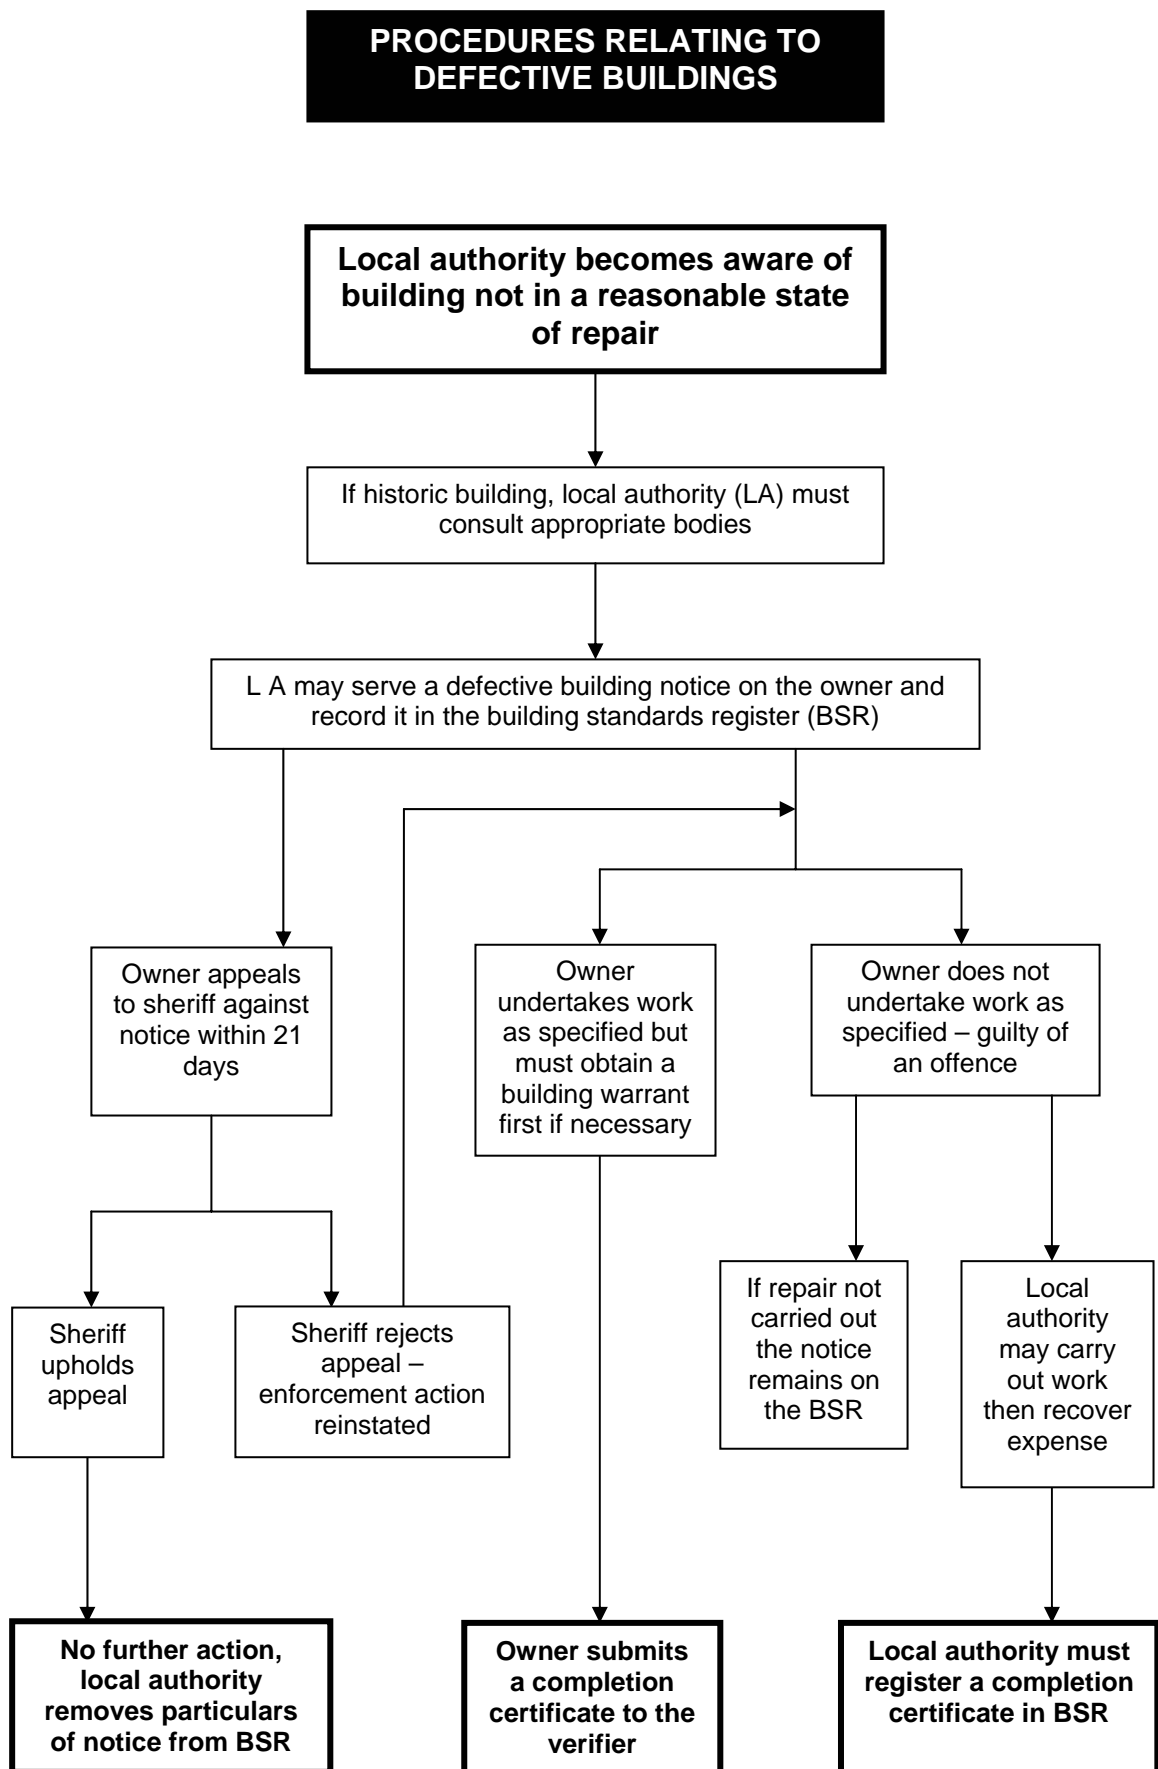 PROCEDURES RELATING TO
DEFECTIVE BUILDINGS
Local authority becomes aware of
building not in a reasonable state
of repair
If historic building, local authority (LA) must
consult appropriate bodies
L A may serve a defective building notice on the owner and
record it in the building standards register (BSR)
Owner appeals
to sheriff against
notice within 21
days
Owner
undertakes work
as specified but
must obtain a
building warrant
first if necessary
Owner does not
undertake work as
specified – guilty of
an offence
Sheriff
upholds
appeal
Sheriff rejects
appeal –
enforcement action
reinstated
If repair not
carried out
the notice
remains on
the BSR
Local
authority
may carry
out work
then recover
expense
No further action,
local authority
removes particulars
of notice from BSR
Owner submits
a completion
certificate to the
verifier
Local authority must
register a completion
certificate in BSR